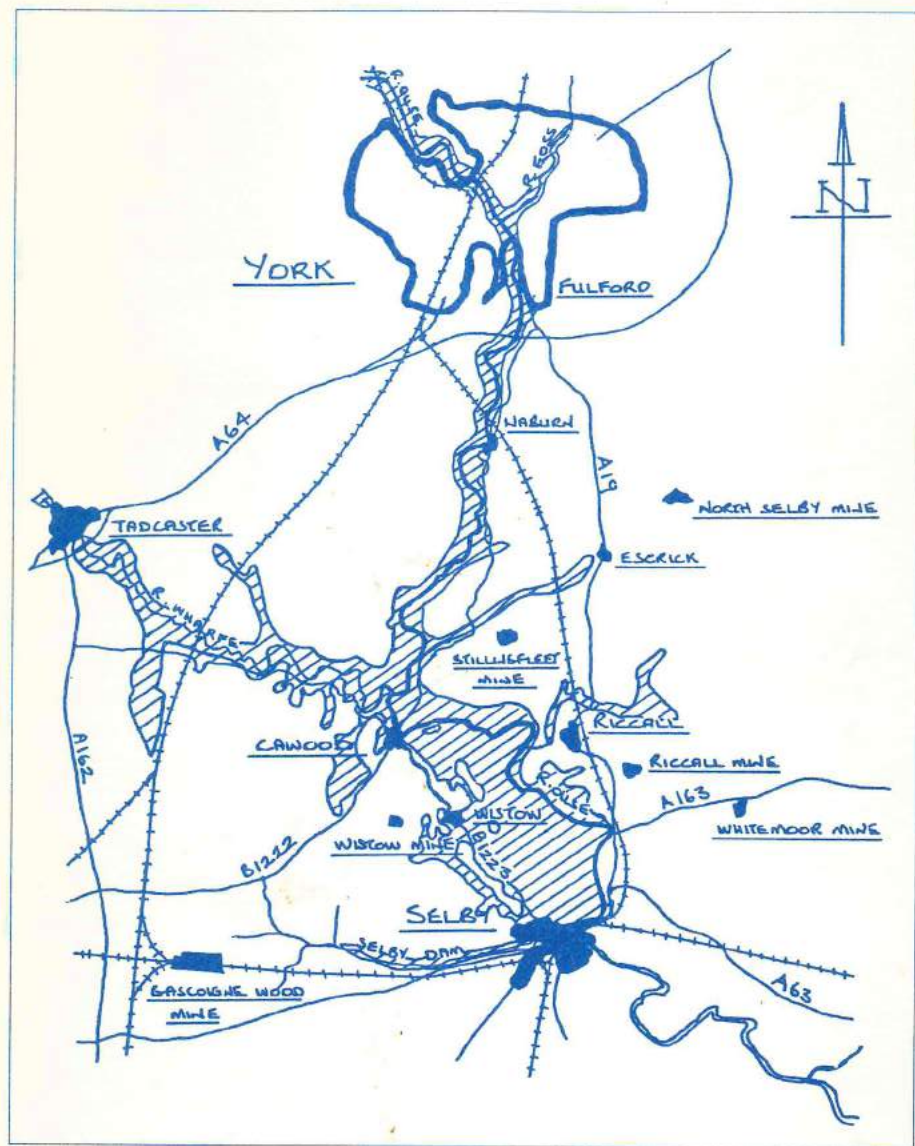 R. OUSE
R. FOSS
N
YORK
FULFORD
NABURN
A64
A19
TADCASTER
NORTH SELBY MINE
ESCRICK
R. WHARFE
STILLINGFLEET
MINE
RICCALL
CAWOOD
A162
RICCALL MINE
R. OUSE
A163
WISTOW
WHITEMOOR MINE
WISTOW MINE
B1222
B1223
SELBY
SELBY DAM
GASCOIGNE WOOD
MINE
A63